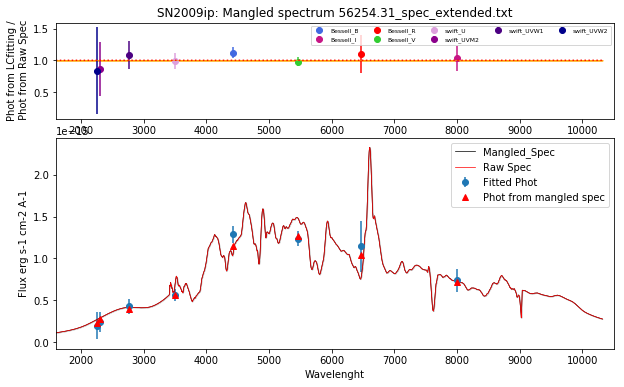 SN2009ip: Mangled spectrum 56254.31_spec_extended.txt
Phot from LCfitting /
Phot from Raw Spec
1.5
1.0
0.5
Bessell_B Bessell_R swift_U swift_UVW1 swift_UVW2
Bessell_I Bessell_V swift_UVM2
2000 3000 4000 5000 6000 7000 8000 9000 10000
Flux erg s-1 cm-2 A-1
2.0
1.5
1.0
0.5
0.0
Mangled_Spec
Raw Spec
Fitted Phot
Phot from mangled spec
2000 3000 4000 5000 6000 7000 8000 9000 10000
Wavelenght